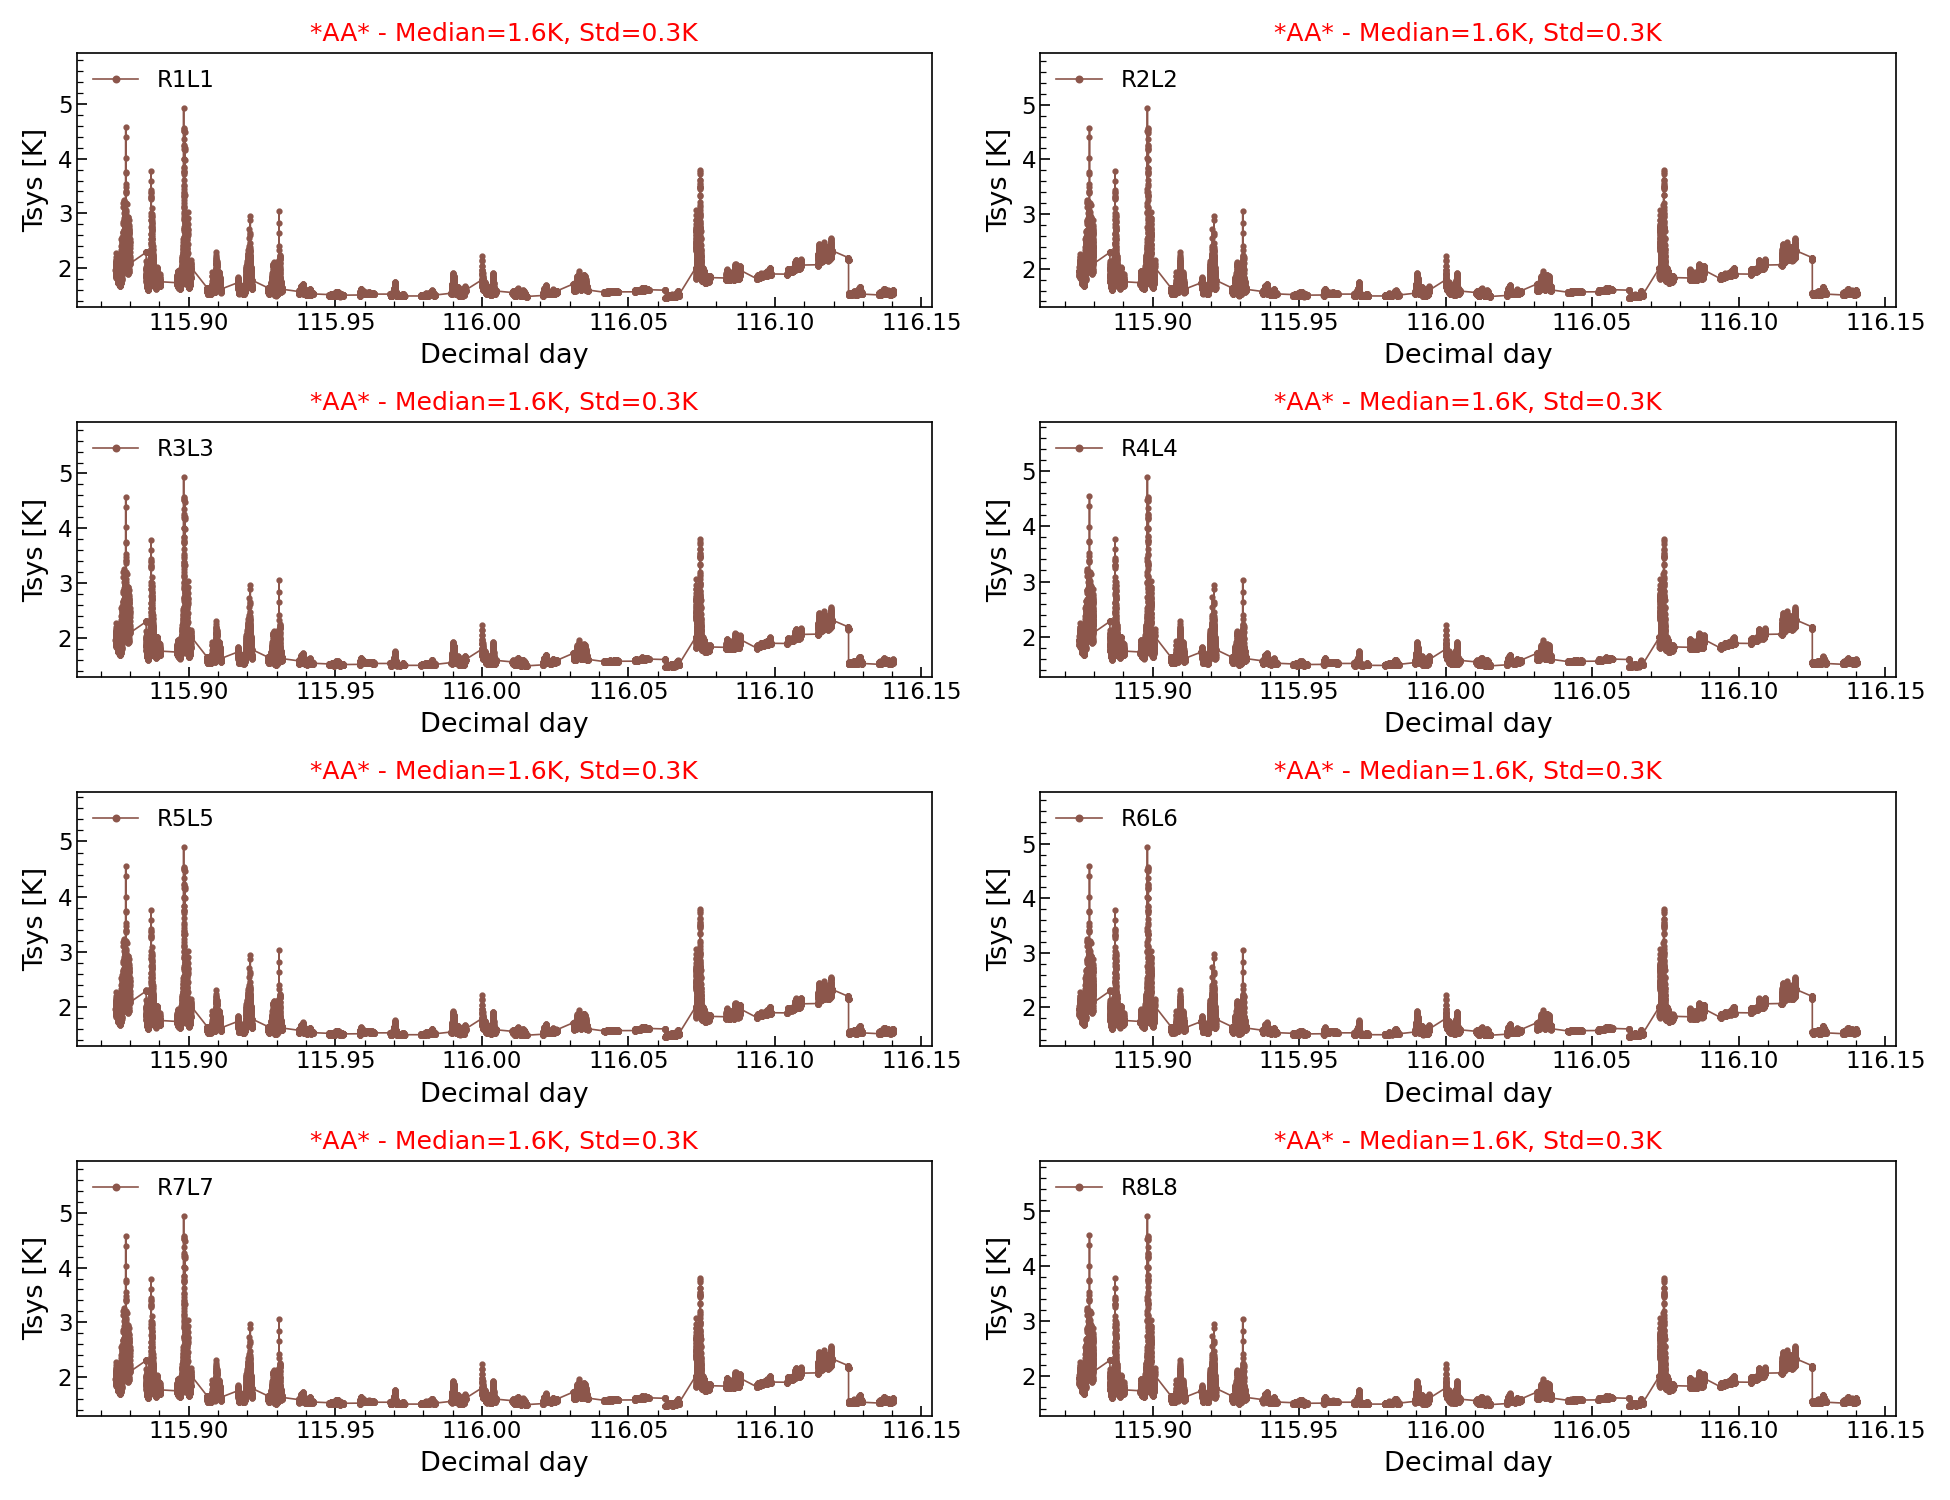 *AA* - Median=1.6K, Std=0.3K
R1L1
Tsys [K]
5
4
3
2
115.90 115.95 116.00 116.05 116.10 116.15
Decimal day
*AA* - Median=1.6K, Std=0.3K
R2L2
Tsys [K]
5
4
3
2
115.90 115.95 116.00 116.05 116.10 116.15
Decimal day
*AA* - Median=1.6K, Std=0.3K
R3L3
Tsys [K]
5
4
3
2
115.90 115.95 116.00 116.05 116.10 116.15
Decimal day
*AA* - Median=1.6K, Std=0.3K
R4L4
Tsys [K]
5
4
3
2
115.90 115.95 116.00 116.05 116.10 116.15
Decimal day
*AA* - Median=1.6K, Std=0.3K
R5L5
Tsys [K]
5
4
3
2
115.90 115.95 116.00 116.05 116.10 116.15
Decimal day
*AA* - Median=1.6K, Std=0.3K
R6L6
Tsys [K]
5
4
3
2
115.90 115.95 116.00 116.05 116.10 116.15
Decimal day
*AA* - Median=1.6K, Std=0.3K
R7L7
Tsys [K]
5
4
3
2
115.90 115.95 116.00 116.05 116.10 116.15
Decimal day
*AA* - Median=1.6K, Std=0.3K
R8L8
Tsys [K]
5
4
3
2
115.90 115.95 116.00 116.05 116.10 116.15
Decimal day